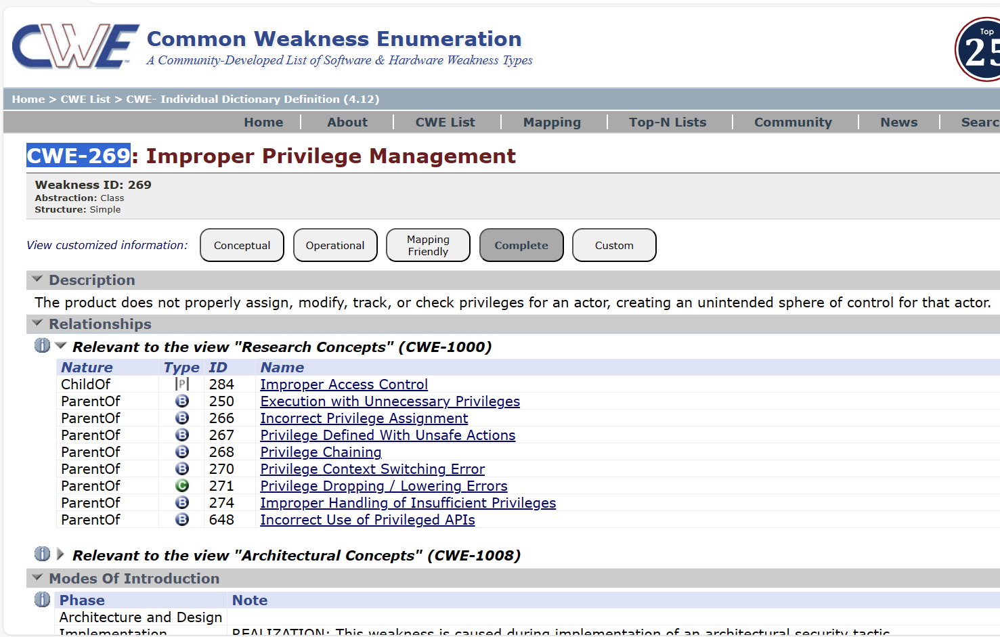 CWE
Common Weakness Enumeration
A Community-Developed List of Software & Hardware Weakness Types
Top
25
Home > CWE List > CWE- Individual Dictionary Definition (4.12)
Home About CWE List Mapping Top-N Lists Community News Searc
CWE-269: Improper Privilege Management
Weakness ID: 269
Abstraction: Class
Structure: Simple
View customized information: Conceptual Operational Mapping Friendly Complete Custom
Description
The product does not properly assign, modify, track, or check privileges for an actor, creating an unintended sphere of control for that actor.
Relationships
Relevant to the view "Research Concepts" (CWE-1000)
Nature Type ID Name
ChildOf P 284 Improper Access Control
ParentOf B 250 Execution with Unnecessary Privileges
ParentOf B 266 Incorrect Privilege Assignment
ParentOf B 267 Privilege Defined With Unsafe Actions
ParentOf B 268 Privilege Chaining
ParentOf B 270 Privilege Context Switching Error
ParentOf C 271 Privilege Dropping / Lowering Errors
ParentOf B 274 Improper Handling of Insufficient Privileges
ParentOf B 648 Incorrect Use of Privileged APIs
Relevant to the view "Architectural Concepts" (CWE-1008)
Modes Of Introduction
Phase Note
Architecture and Design
Implementation REALIZATION: This weakness is caused during implementation of an architectural security tactic.